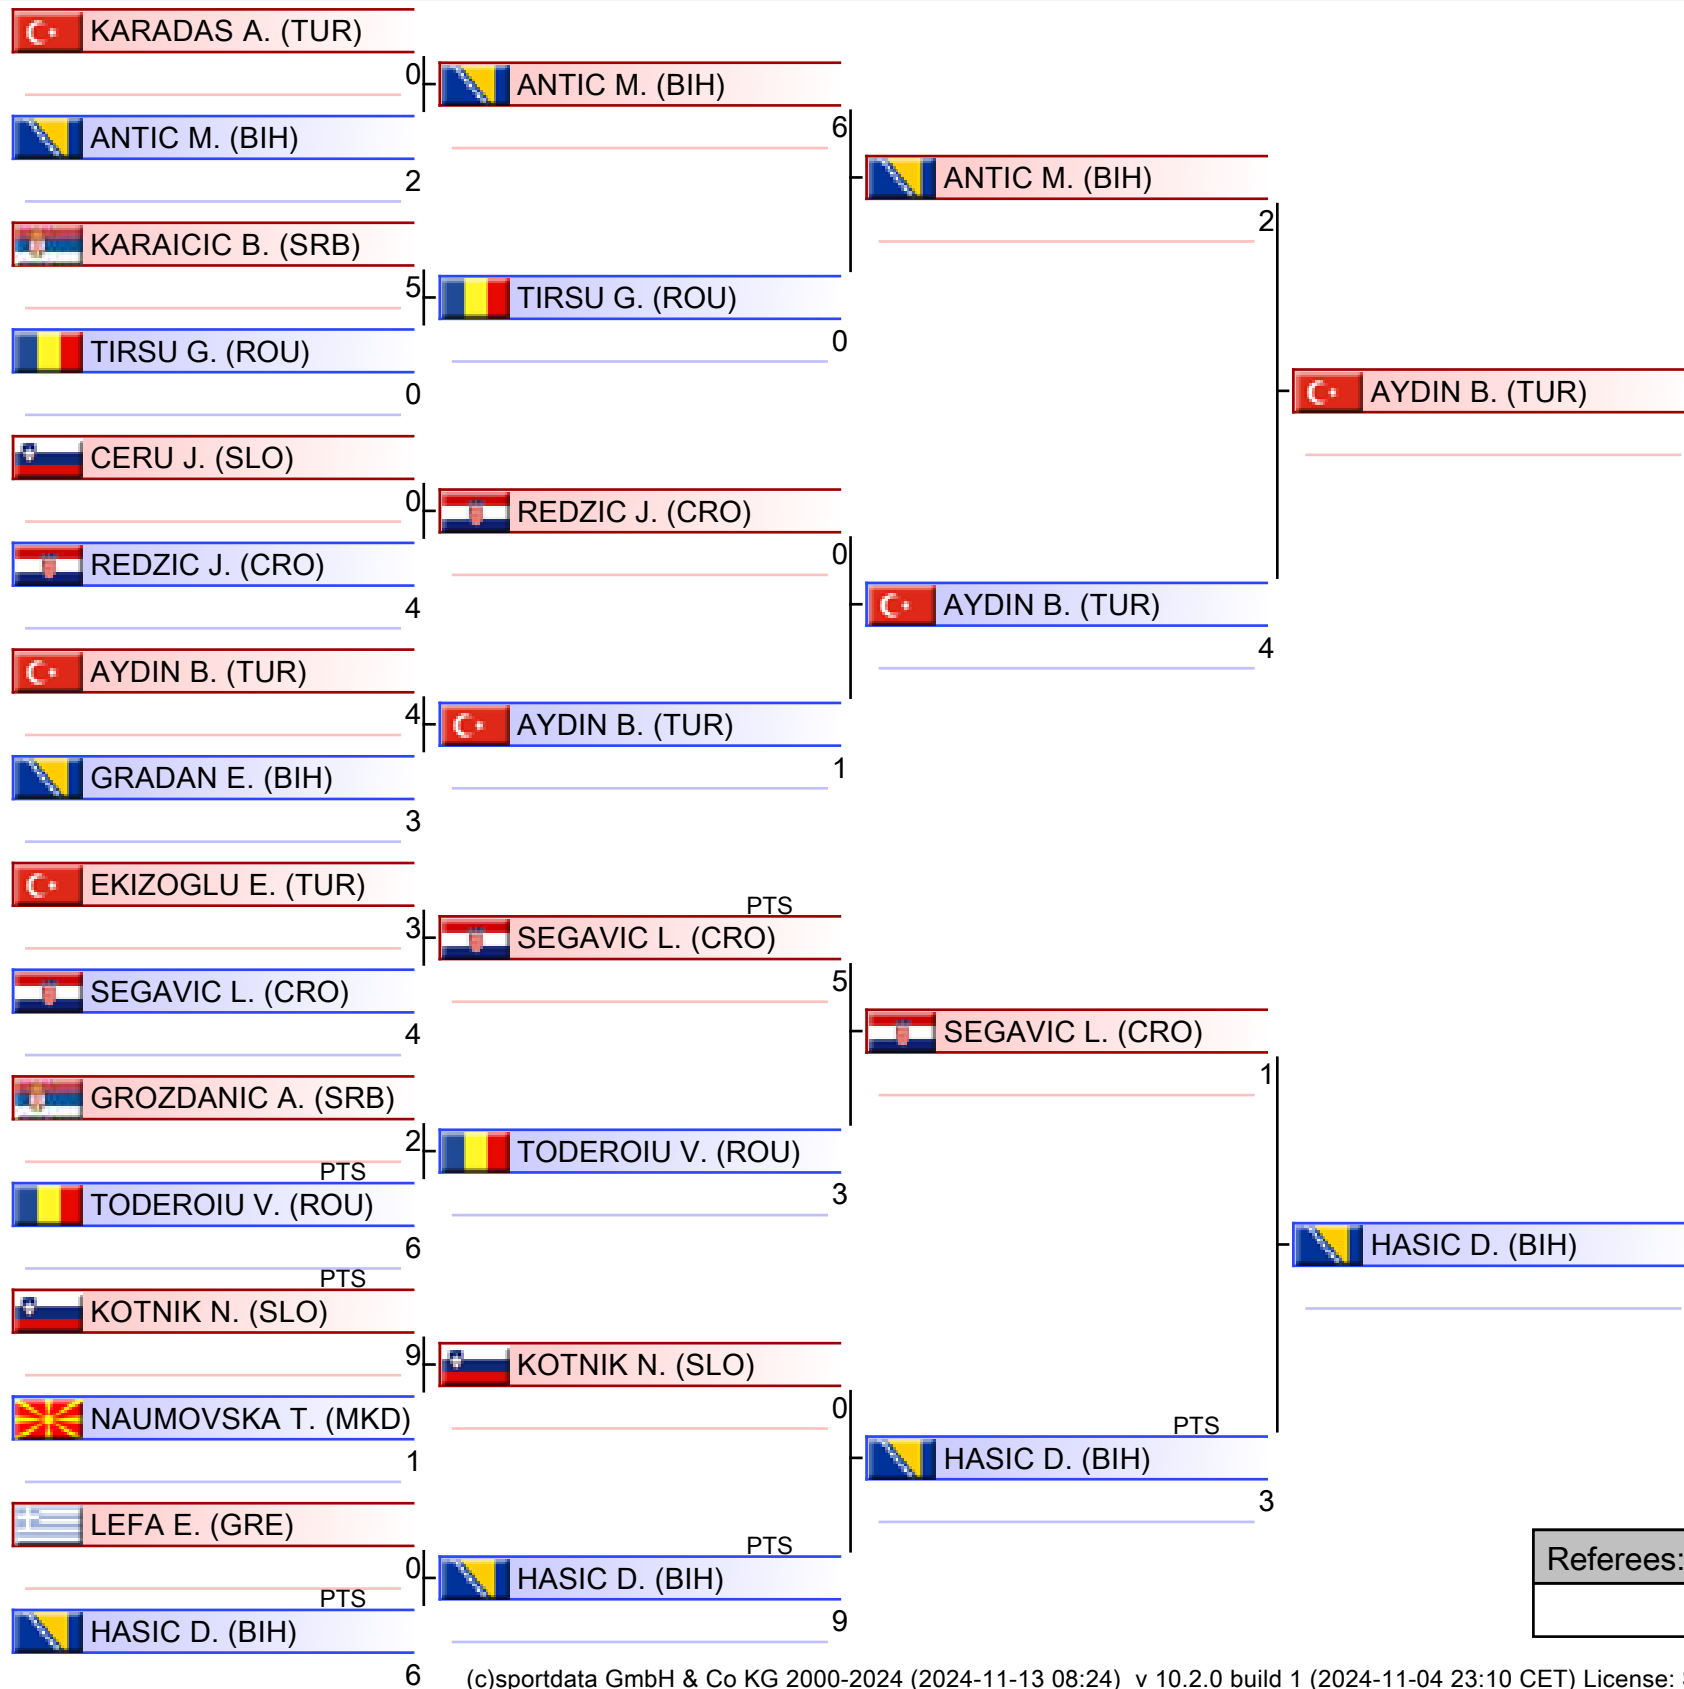 KARADAS A. (TUR)
0
ANTIC M. (BIH)
2
KARAICIC B. (SRB)
5
TIRSU G. (ROU)
0
CERU J. (SLO)
0
REDZIC J. (CRO)
4
AYDIN B. (TUR)
4
GRADAN E. (BIH)
3
EKIZOGLU E. (TUR)
3
SEGAVIC L. (CRO)
4
GROZDANIC A. (SRB)
2
PTS
TODEROIU V. (ROU)
6
PTS
KOTNIK N. (SLO)
9
NAUMOVSKA T. (MKD)
1
LEFA E. (GRE)
0
PTS
HASIC D. (BIH)
6
ANTIC M. (BIH)
6
TIRSU G. (ROU)
0
REDZIC J. (CRO)
0
AYDIN B. (TUR)
1
PTS
SEGAVIC L. (CRO)
5
TODEROIU V. (ROU)
3
KOTNIK N. (SLO)
0
PTS
HASIC D. (BIH)
9
ANTIC M. (BIH)
2
AYDIN B. (TUR)
4
SEGAVIC L. (CRO)
1
PTS
HASIC D. (BIH)
3
AYDIN B. (TUR)
HASIC D. (BIH)
Referees:
(c)sportdata GmbH & Co KG 2000-2024 (2024-11-13 08:24) v 10.2.0 build 1 (2024-11-04 23:10 CET) License: